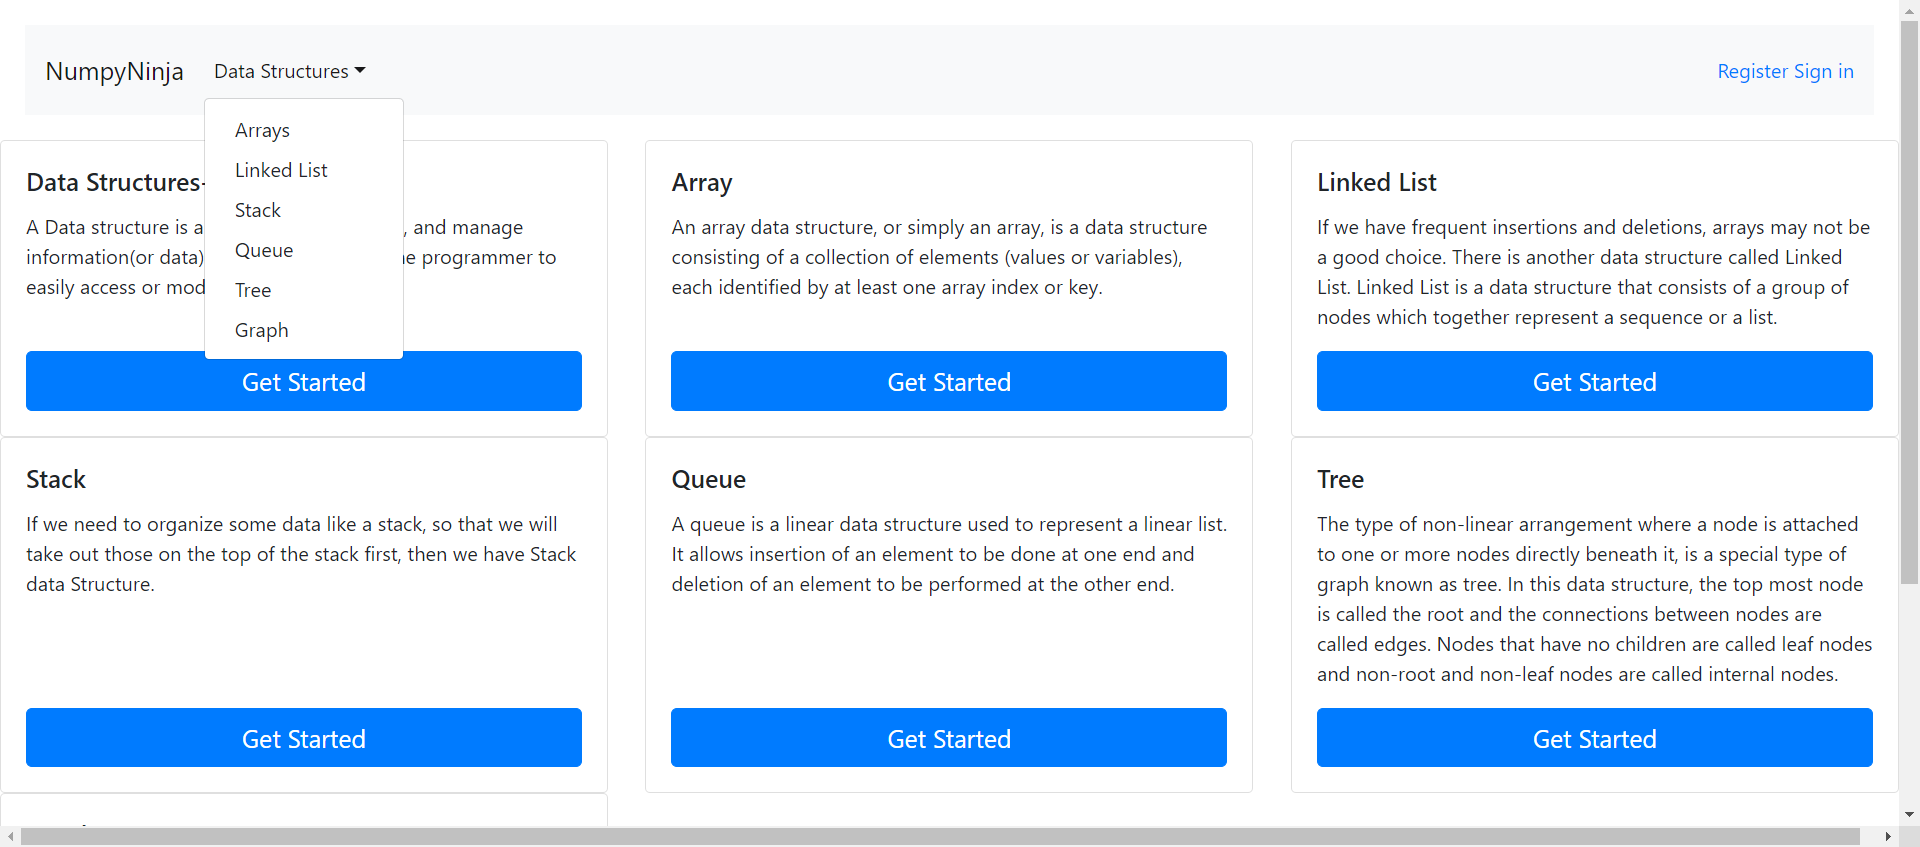 NumpyNinja Data Structures Register Sign in
Arrays
Linked List
Stack
Queue
Tree
Graph
Data Structures-
A Data structure is a , and manage
information(or data) e programmer to
easily access or mod
Get Started
Array
An array data structure, or simply an array, is a data structure
consisting of a collection of elements (values or variables),
each identified by at least one array index or key.
Get Started
Linked List
If we have frequent insertions and deletions, arrays may not be
a good choice. There is another data structure called Linked
List. Linked List is a data structure that consists of a group of
nodes which together represent a sequence or a list.
Get Started
Stack
If we need to organize some data like a stack, so that we will
take out those on the top of the stack first, then we have Stack
data Structure.
Get Started
Queue
A queue is a linear data structure used to represent a linear list.
It allows insertion of an element to be done at one end and
deletion of an element to be performed at the other end.
Get Started
Tree
The type of non-linear arrangement where a node is attached
to one or more nodes directly beneath it, is a special type of
graph known as tree. In this data structure, the top most node
is called the root and the connections between nodes are
called edges. Nodes that have no children are called leaf nodes
and non-root and non-leaf nodes are called internal nodes.
Get Started